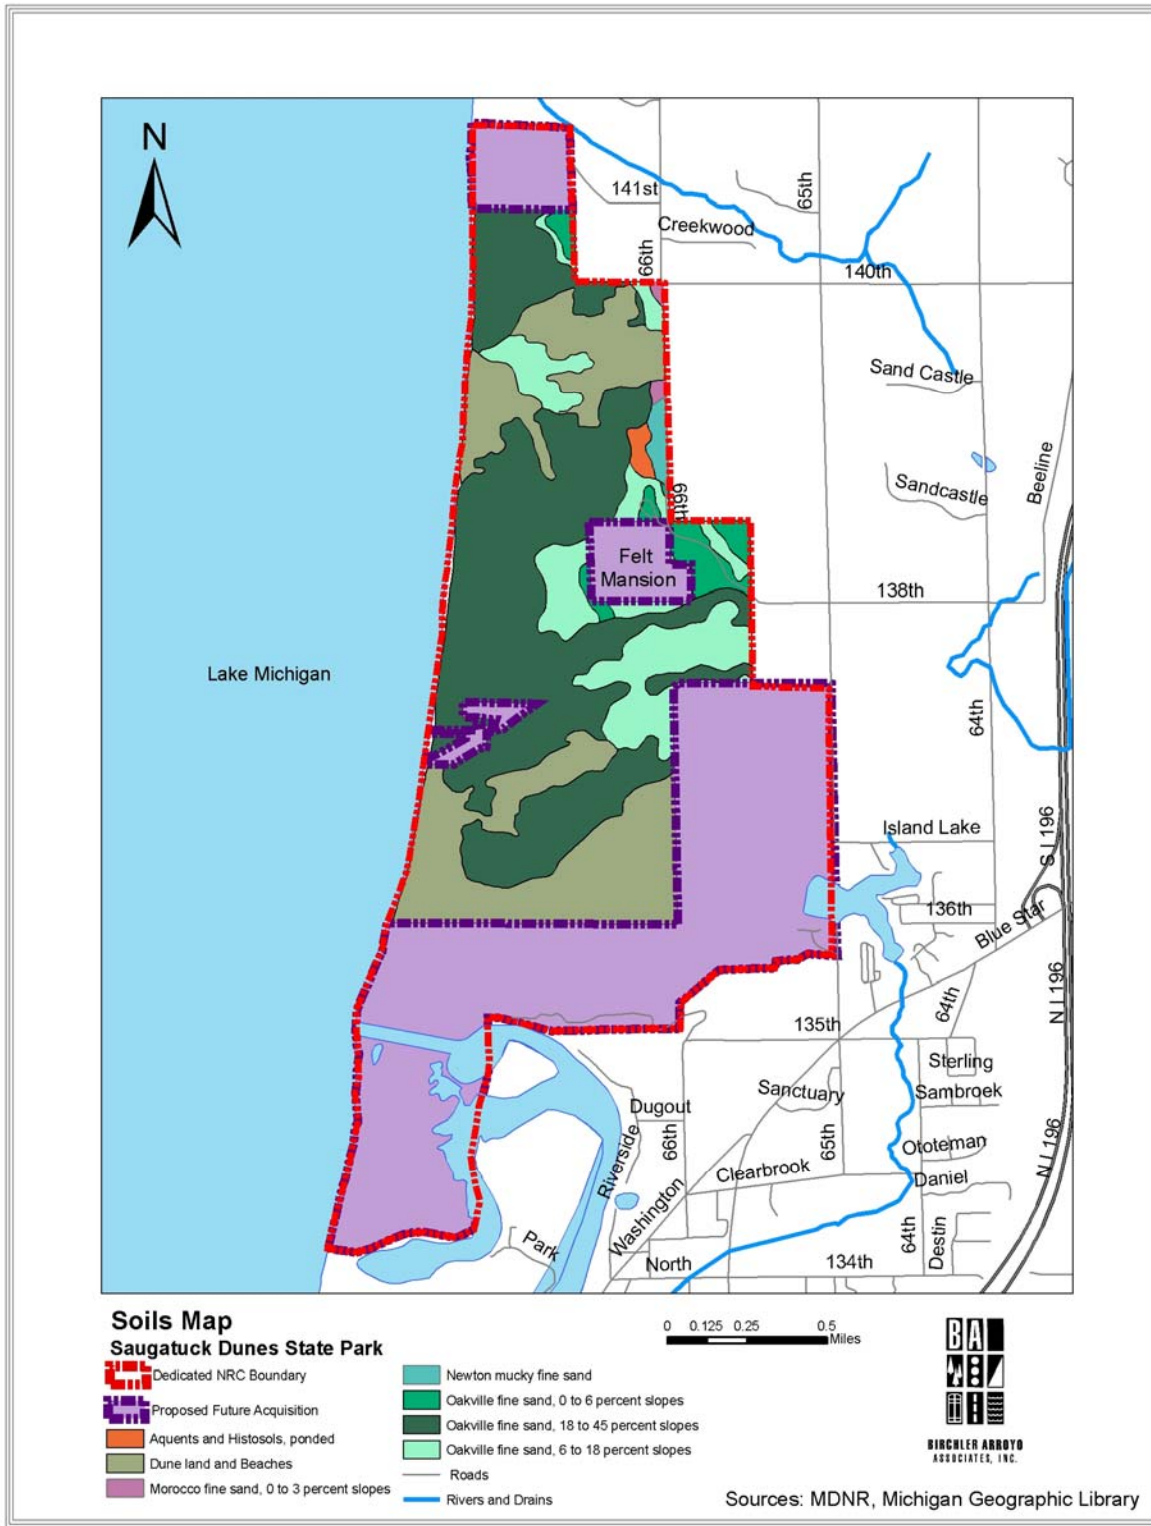 N
141st
65th
Creekwood
66th
140th
Sand Castle
Beeline
Sandcastle
66th
Felt
Mansion
138th
Lake Michigan
64th
Island Lake
S I 196
136th
Blue Star
N I 196
64th
135th
Sterling
Sanctuary
Sambroek
Dugout
66th
65th
Ototeman
N I 196
Riverside
Clearbrook
Daniel
Washington
64th
Destin
Park
North
134th
Soils Map
Saugatuck Dunes State Park
Dedicated NRC Boundary
Proposed Future Acquisition
Aquents and Histosols, ponded
Dune land and Beaches
Morocco fine sand, 0 to 3 percent slopes
Newton mucky fine sand
Oakville fine sand, 0 to 6 percent slopes
Oakville fine sand, 18 to 45 percent slopes
Oakville fine sand, 6 to 18 percent slopes
Roads
Rivers and Drains
0 0.125 0.25 0.5
Miles
BA
BIRCHLER ARROYO
ASSOCIATES, INC.
Sources: MDNR, Michigan Geographic Library